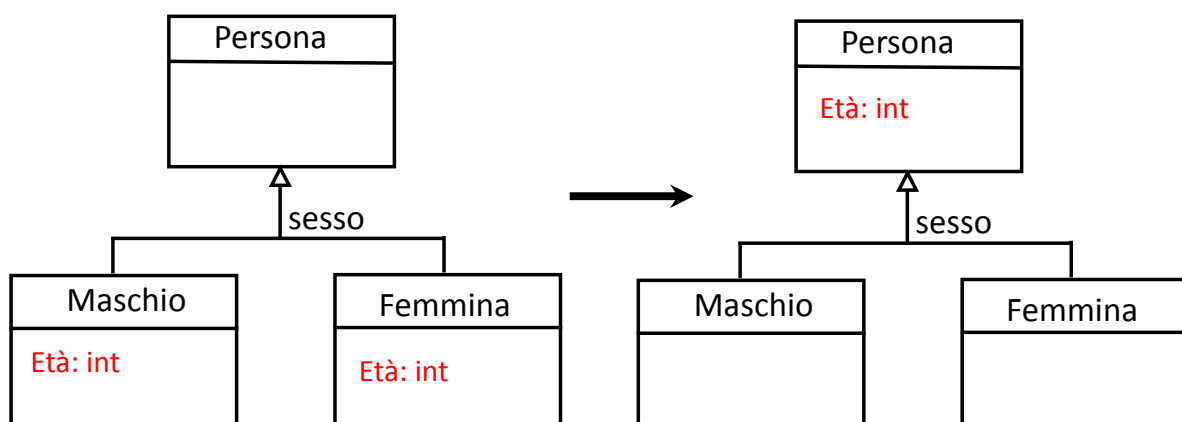 Persona
sesso
Maschio
Femmina
Età: int
Età: int
Persona
Età: int
sesso
Maschio
Femmina